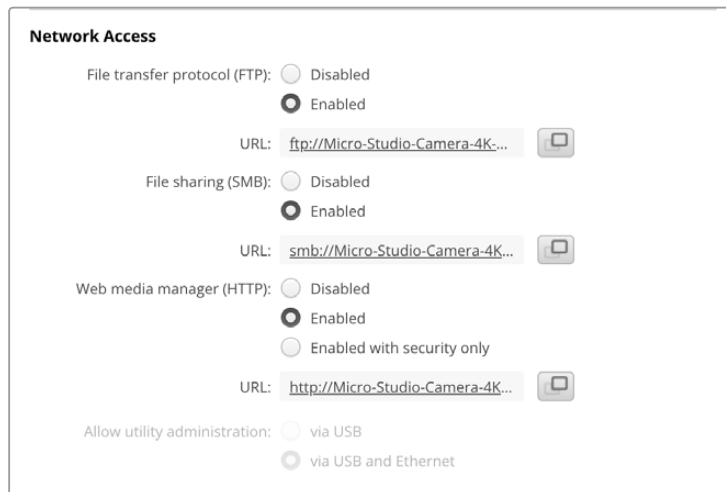 Network Access
File transfer protocol (FTP): Disabled
Enabled
URL: ftp://Micro-Studio-Camera-4K-...
File sharing (SMB): Disabled
Enabled
URL: smb://Micro-Studio-Camera-4K...
Web media manager (HTTP): Disabled
Enabled
Enabled with security only
URL: http://Micro-Studio-Camera-4K...
Allow utility administration: via USB
via USB and Ethernet